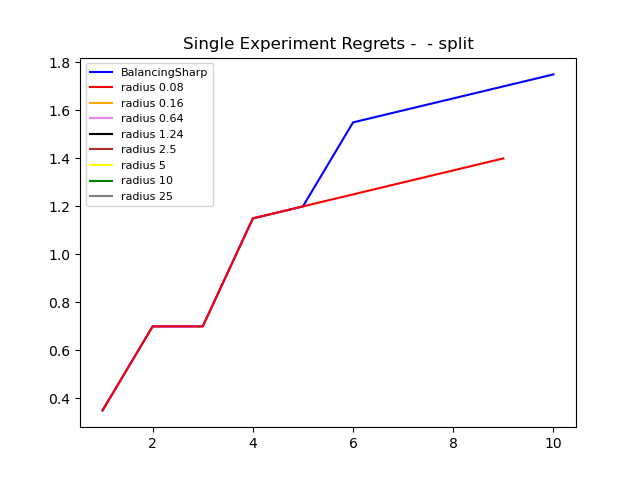 Single Experiment Regrets -  - split
1.8
1.6
1.4
1.2
1.0
0.8
0.6
0.4
BalancingSharp
radius 0.08
radius 0.16
radius 0.64
radius 1.24
radius 2.5
radius 5
radius 10
radius 25
2 4 6 8 10